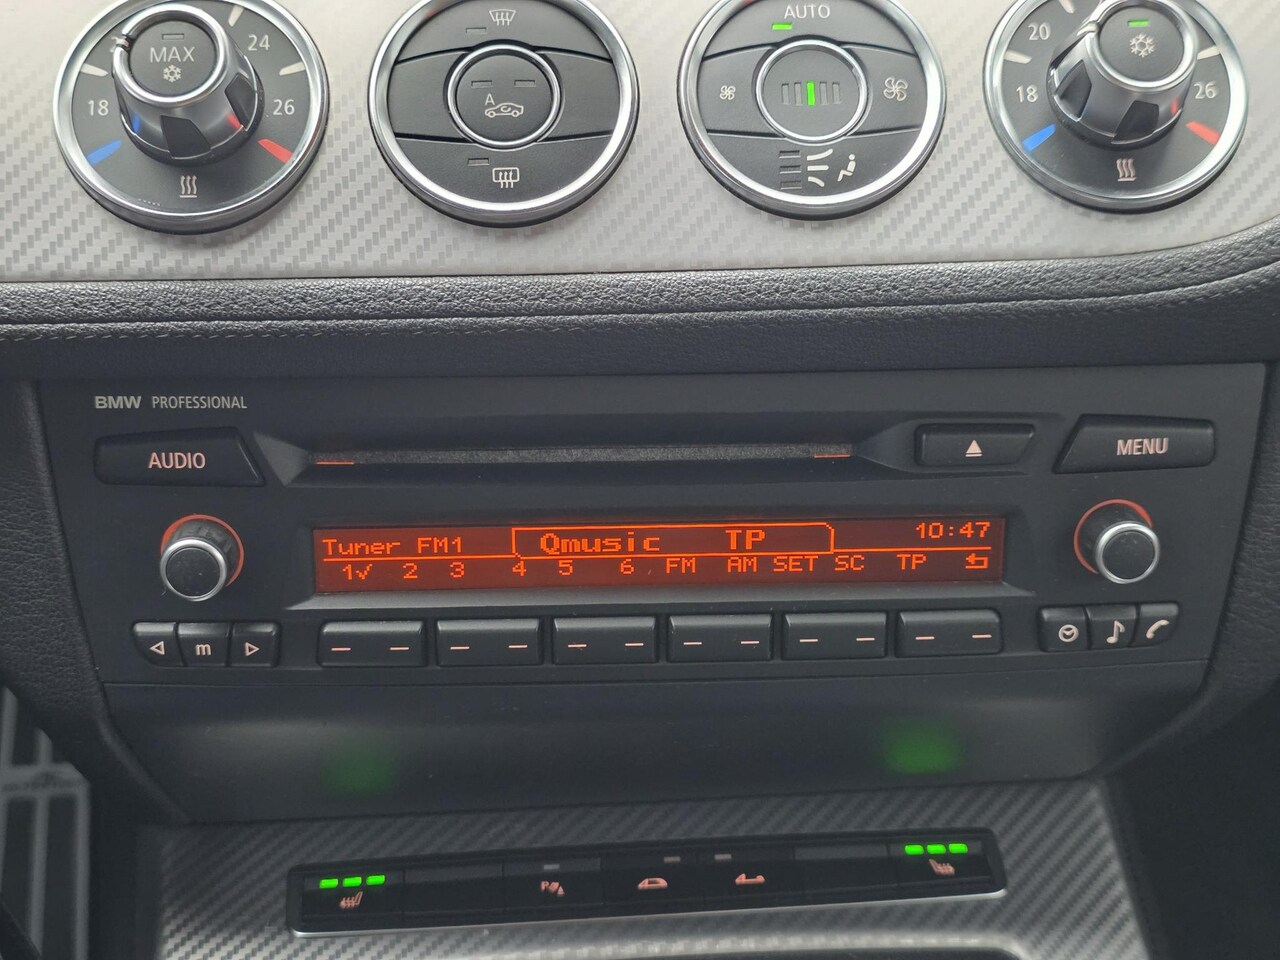 MAX
24
18
26
A
AUTO
20
18
26
BMW PROFESSIONAL
AUDIO
MENU
Tuner FM1
Qmusic TP
10:47
1✓ 2 3 4 5 6 FM AM SET SC TP
m